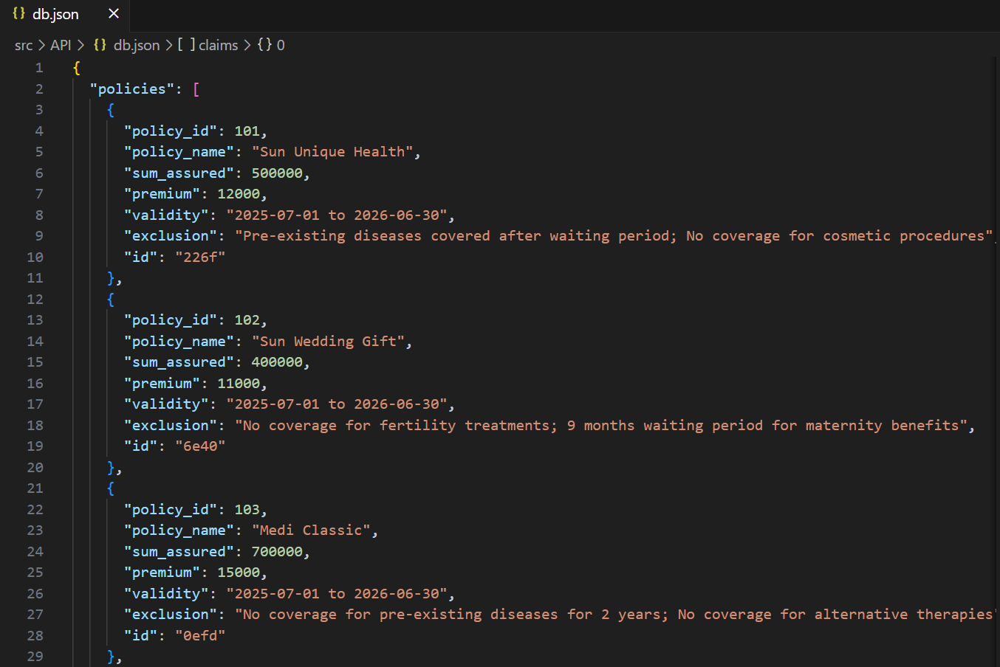 {} db.json ×
src > API > {} db.json > [ ] claims > {} 0
1 {
2 "policies": [
3 {
4 "policy_id": 101,
5 "policy_name": "Sun Unique Health",
6 "sum_assured": 500000,
7 "premium": 12000,
8 "validity": "2025-07-01 to 2026-06-30",
9 "exclusion": "Pre-existing diseases covered after waiting period; No coverage for cosmetic procedures",
10 "id": "226f"
11 },
12 {
13 "policy_id": 102,
14 "policy_name": "Sun Wedding Gift",
15 "sum_assured": 400000,
16 "premium": 11000,
17 "validity": "2025-07-01 to 2026-06-30",
18 "exclusion": "No coverage for fertility treatments; 9 months waiting period for maternity benefits",
19 "id": "6e40"
20 },
21 {
22 "policy_id": 103,
23 "policy_name": "Medi Classic",
24 "sum_assured": 700000,
25 "premium": 15000,
26 "validity": "2025-07-01 to 2026-06-30",
27 "exclusion": "No coverage for pre-existing diseases for 2 years; No coverage for alternative therapies"
28 "id": "0efd"
29 },